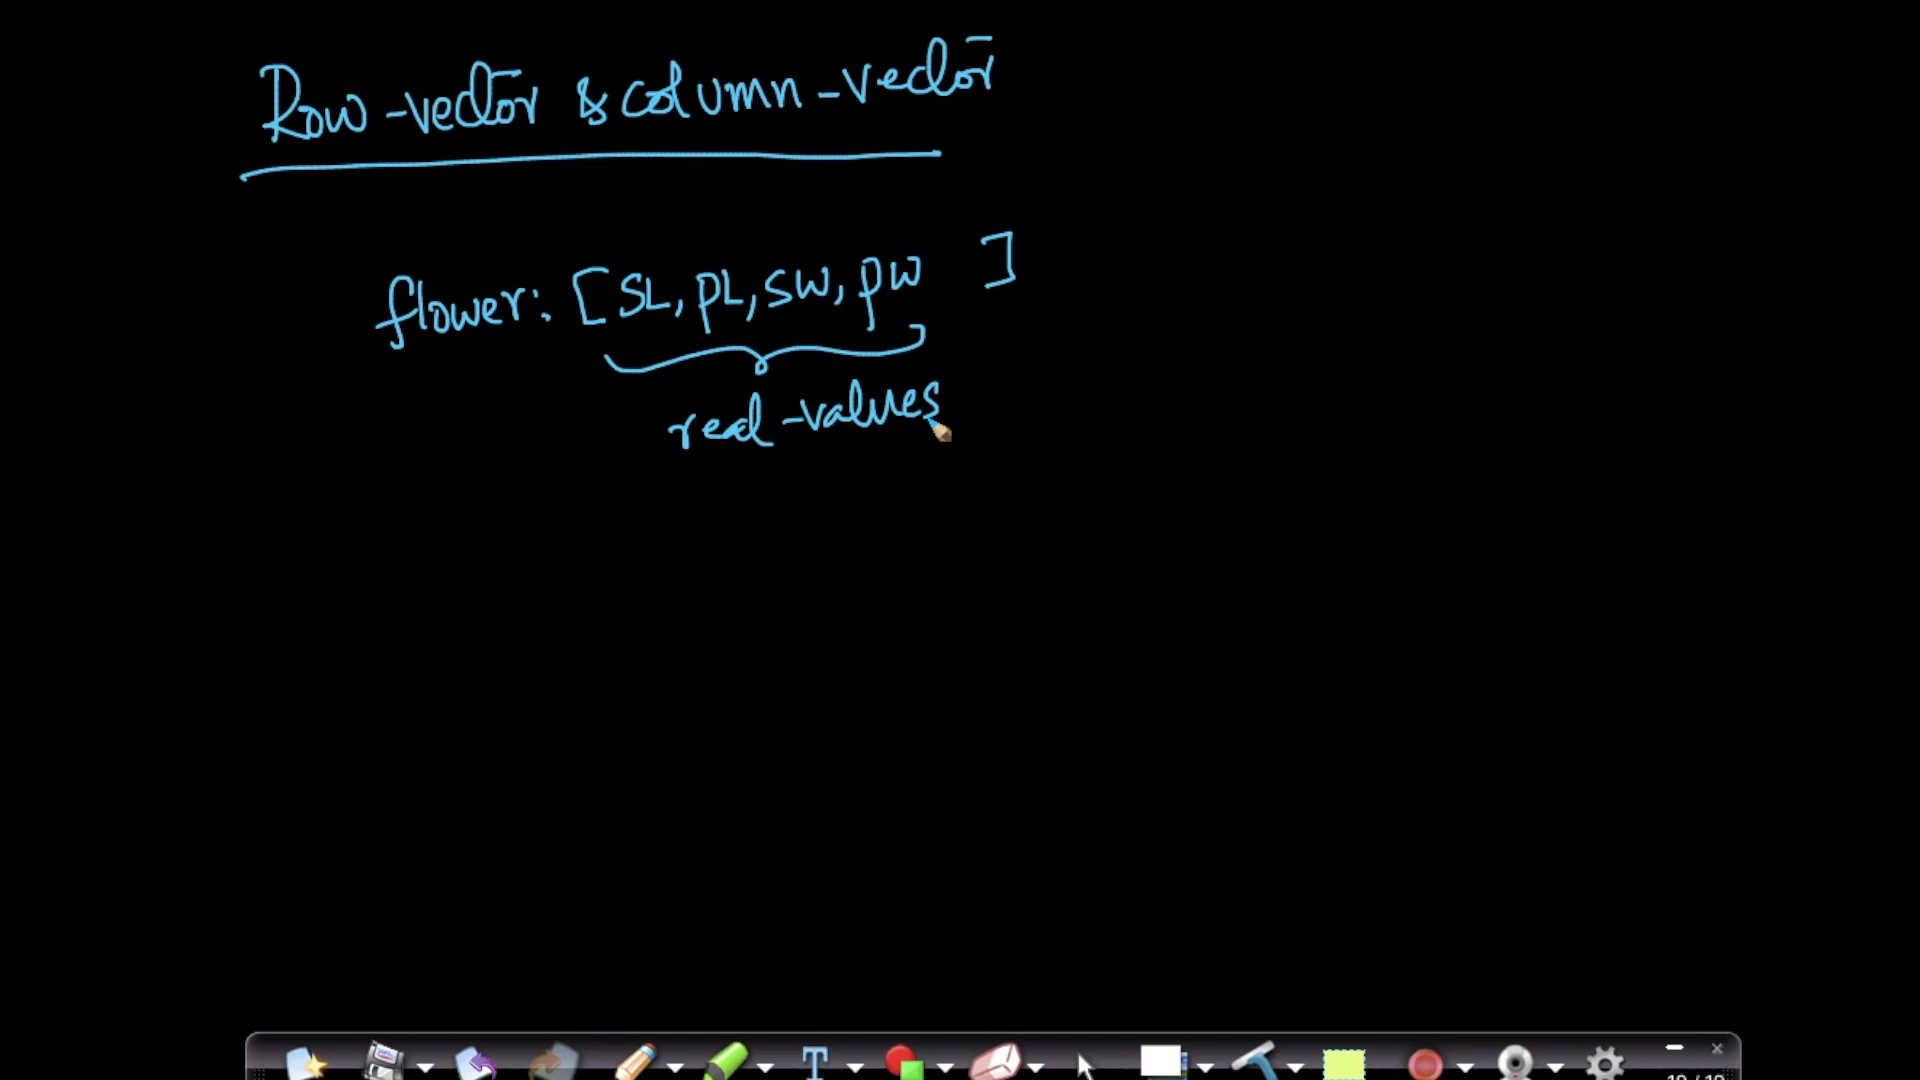 Row-vector & column-vector
flower: [SL, PL, SW, PW ]
real-values